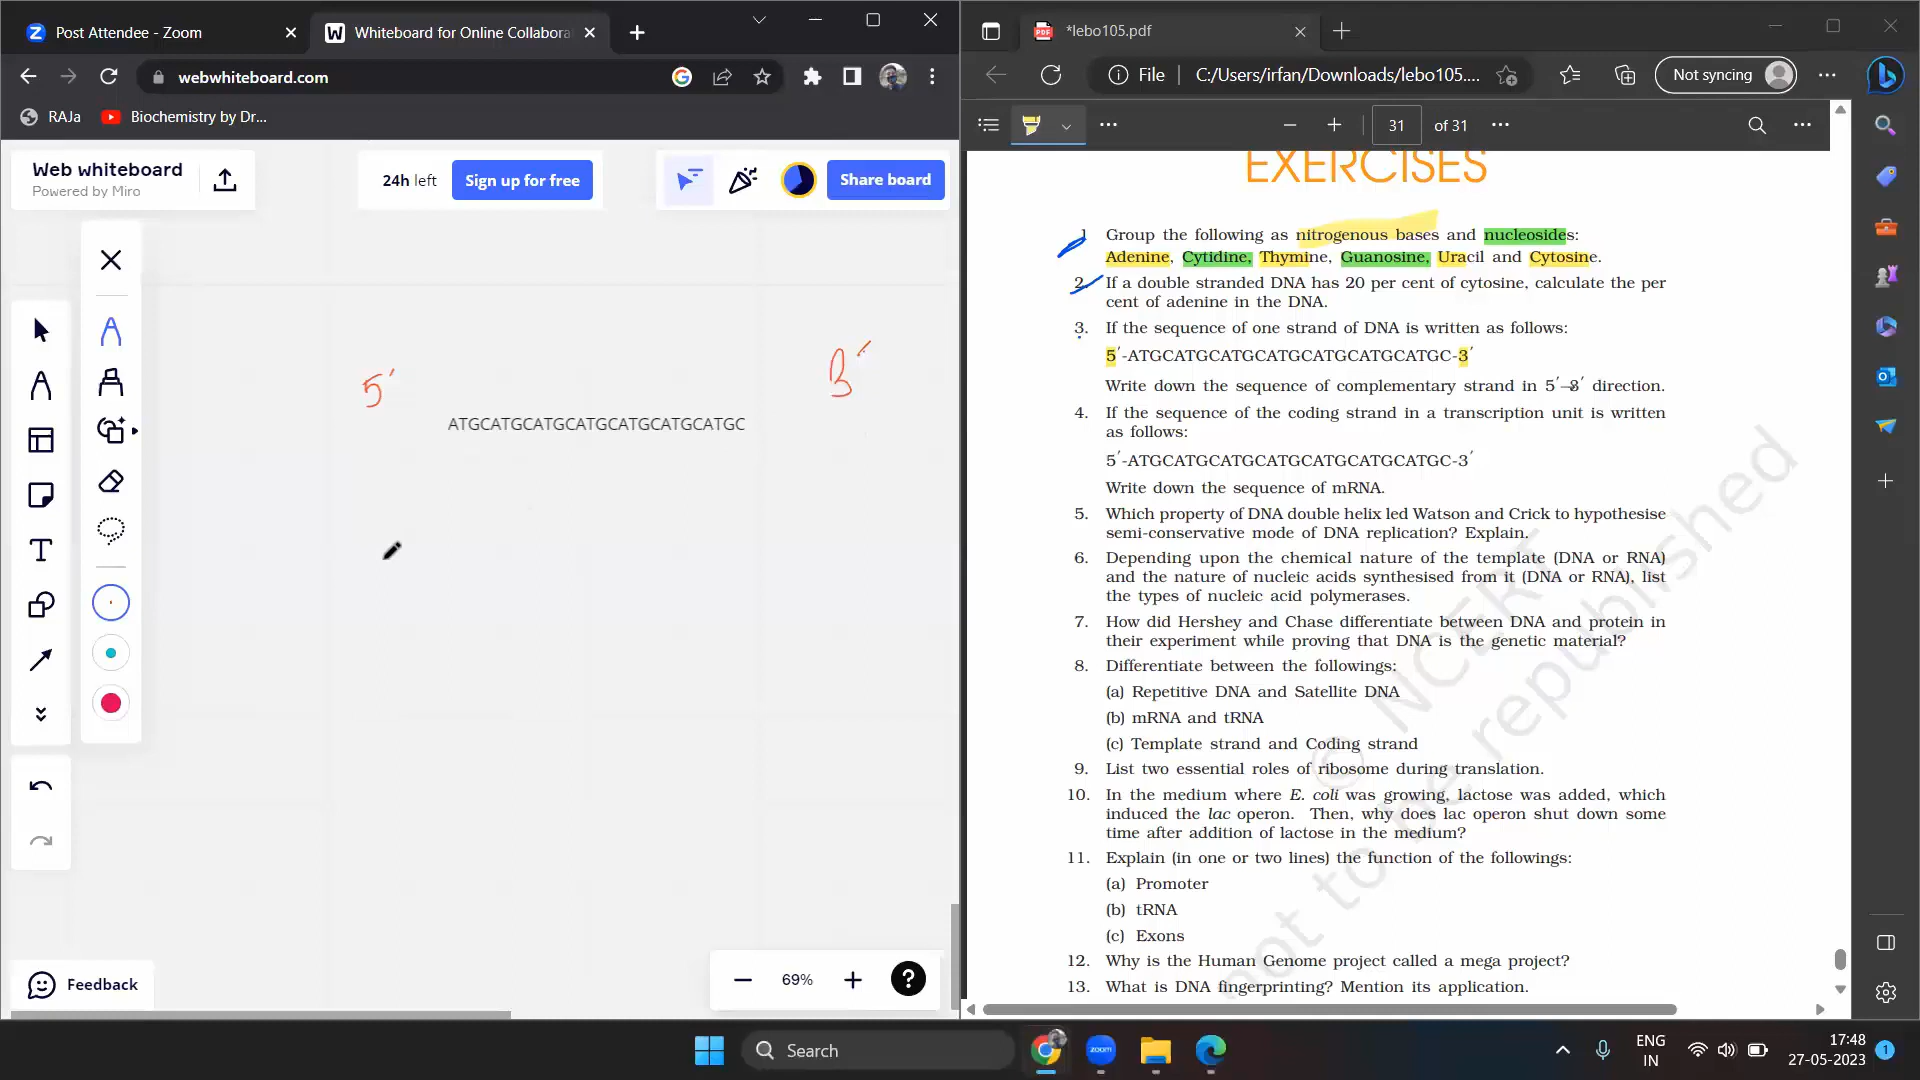 Post Attendee - Zoom
Whiteboard for Online Collabora
webwhiteboard.com
RAJa
Biochemistry by Dr...
Web whiteboard
Powered by Miro
24h left
Sign up for free
Share board
5´
3´
ATGCATGCATGCATGCATGCATGCATGC
69%
Feedback
*lebo105.pdf
File
C:/Users/irfan/Downloads/lebo105....
Not syncing
31 of 31
EXERCISES
1. Group the following as nitrogenous bases and nucleosides:
Adenine, Cytidine, Thymine, Guanosine, Uracil and Cytosine.
2. If a double stranded DNA has 20 per cent of cytosine, calculate the per
cent of adenine in the DNA.
3. If the sequence of one strand of DNA is written as follows:
5´-ATGCATGCATGCATGCATGCATGCATGC-3´
Write down the sequence of complementary strand in 5´→3´ direction.
4. If the sequence of the coding strand in a transcription unit is written
as follows:
5´-ATGCATGCATGCATGCATGCATGCATGC-3´
Write down the sequence of mRNA.
5. Which property of DNA double helix led Watson and Crick to hypothesise
semi-conservative mode of DNA replication? Explain.
6. Depending upon the chemical nature of the template (DNA or RNA)
and the nature of nucleic acids synthesised from it (DNA or RNA), list
the types of nucleic acid polymerases.
7. How did Hershey and Chase differentiate between DNA and protein in
their experiment while proving that DNA is the genetic material?
8. Differentiate between the followings:
(a) Repetitive DNA and Satellite DNA
(b) mRNA and tRNA
(c) Template strand and Coding strand
9. List two essential roles of ribosome during translation.
10. In the medium where E. coli was growing, lactose was added, which
induced the lac operon. Then, why does lac operon shut down some
time after addition of lactose in the medium?
11. Explain (in one or two lines) the function of the followings:
(a) Promoter
(b) tRNA
(c) Exons
12. Why is the Human Genome project called a mega project?
13. What is DNA fingerprinting? Mention its application.
© NCERT
not to be republished
Search
zoom
ENG
IN
17:48
27-05-2023
1